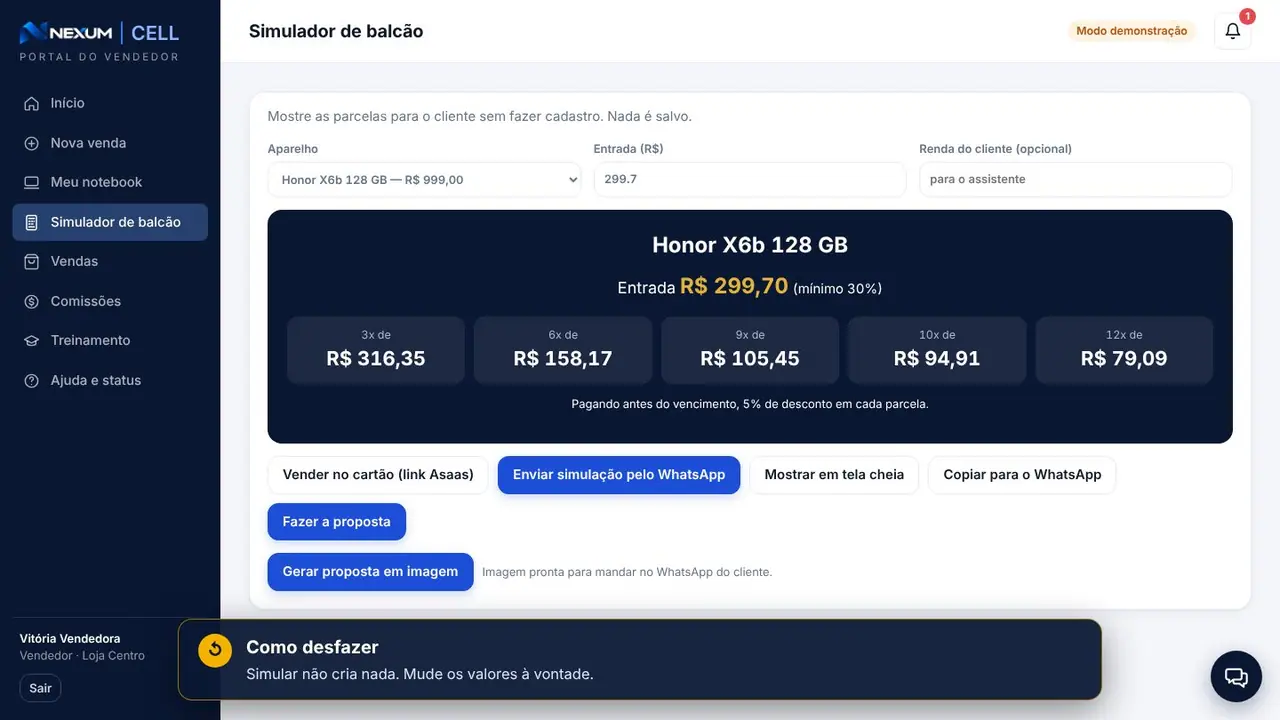 NEXUM | CELL
PORTAL DO VENDEDOR
Início
Nova venda
Meu notebook
Simulador de balcão
Vendas
Comissões
Treinamento
Ajuda e status
Vitória Vendedora
Vendedor · Loja Centro
Sair
Simulador de balcão
Modo demonstração
1
Mostre as parcelas para o cliente sem fazer cadastro. Nada é salvo.
Aparelho
Honor X6b 128 GB — R$ 999,00
Entrada (R$)
299.7
Renda do cliente (opcional)
para o assistente
Honor X6b 128 GB
Entrada R$ 299,70 (mínimo 30%)
3x de
R$ 316,35
6x de
R$ 158,17
9x de
R$ 105,45
10x de
R$ 94,91
12x de
R$ 79,09
Pagando antes do vencimento, 5% de desconto em cada parcela.
Vender no cartão (link Asaas)
Enviar simulação pelo WhatsApp
Mostrar em tela cheia
Copiar para o WhatsApp
Fazer a proposta
Gerar proposta em imagem
Imagem pronta para mandar no WhatsApp do cliente.
Como desfazer
Simular não cria nada. Mude os valores à vontade.